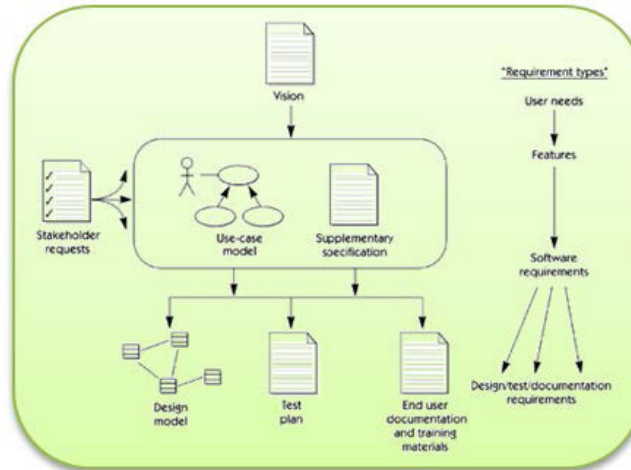 Vision
Stakeholder
requests
Use-case
model
Supplementary
specification
Design
model
Test
plan
End user
documentation
and training
materials
"Requirement types"
User needs
Features
Software
requirements
Design/test/documentation
requirements